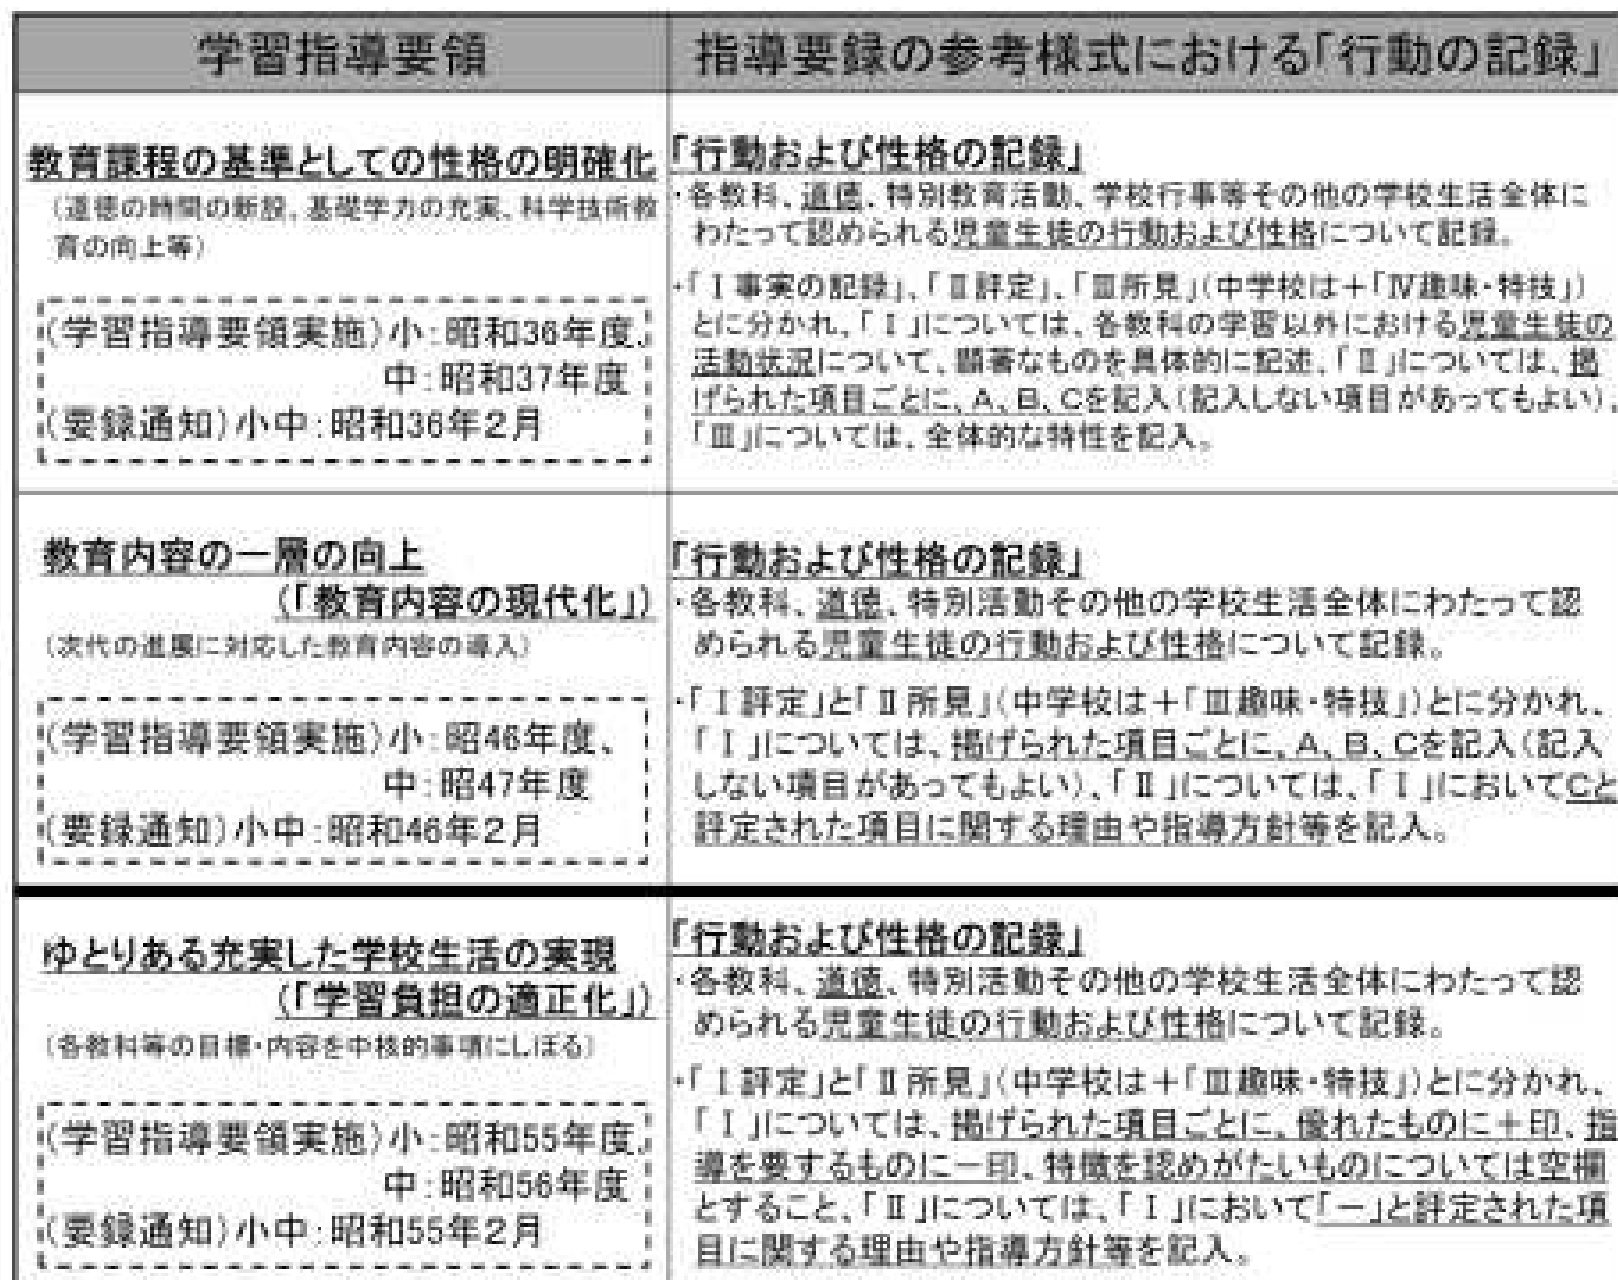 学習指導要領
指導要録の参考様式における「行動の記録」
教育課程の基準としての性格の明確化
(道徳の時間の新設、基礎学力の充実、科学技術教
育の向上等)
(学習指導要領実施)小:昭和36年度、
中:昭和37年度
(要録通知)小中:昭和36年2月
「行動および性格の記録」
・各教科、道徳、特別教育活動、学校行事等その他の学校生活全体に
わたって認められる児童生徒の行動および性格について記録。
・「Ⅰ事実の記録」、「Ⅱ評定」、「Ⅲ所見」(中学校は+「Ⅳ趣味・特技」)
とに分かれ、「Ⅰ」については、各教科の学習以外における児童生徒の
活動状況について、顕著なものを具体的に記述、「Ⅱ」については、掲
げられた項目ごとに、A、B、Cを記入(記入しない項目があってもよい)、
「Ⅲ」については、全体的な特性を記入。
教育内容の一層の向上
(「教育内容の現代化」)
(次代の進展に対応した教育内容の導入)
(学習指導要領実施)小:昭46年度、
中:昭47年度
(要録通知)小中:昭和46年2月
「行動および性格の記録」
・各教科、道徳、特別活動その他の学校生活全体にわたって認
められる児童生徒の行動および性格について記録。
・「Ⅰ評定」と「Ⅱ所見」(中学校は+「Ⅲ趣味・特技」)とに分かれ、
「Ⅰ」については、掲げられた項目ごとに、A、B、Cを記入(記入
しない項目があってもよい)、「Ⅱ」については、「Ⅰ」においてCと
評定された項目に関する理由や指導方針等を記入。
ゆとりある充実した学校生活の実現
(「学習負担の適正化」)
(各教科等の目標・内容を中核的事項にしぼる)
(学習指導要領実施)小:昭和55年度、
中:昭和56年度
(要録通知)小中:昭和55年2月
「行動および性格の記録」
・各教科、道徳、特別活動その他の学校生活全体にわたって認
められる児童生徒の行動および性格について記録。
・「Ⅰ評定」と「Ⅱ所見」(中学校は+「Ⅲ趣味・特技」)とに分かれ、
「Ⅰ」については、掲げられた項目ごとに、優れたものに+印、指
導を要するものに-印、特徴を認めがたいものについては空欄
とすること、「Ⅱ」については、「Ⅰ」において「-」と評定された項
目に関する理由や指導方針等を記入。